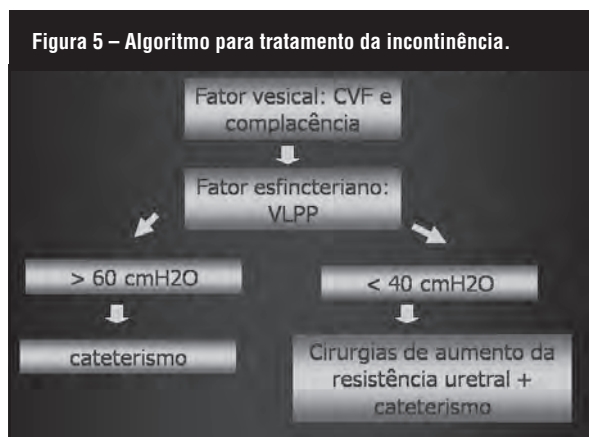 Figura 5 – Algoritmo para tratamento da incontinência.
Fator vesical: CVF e
complacência
Fator esfincteriano:
VLPP
> 60 cmH2O
< 40 cmH2O
cateterismo
Cirurgias de aumento da
resistência uretral +
cateterismo